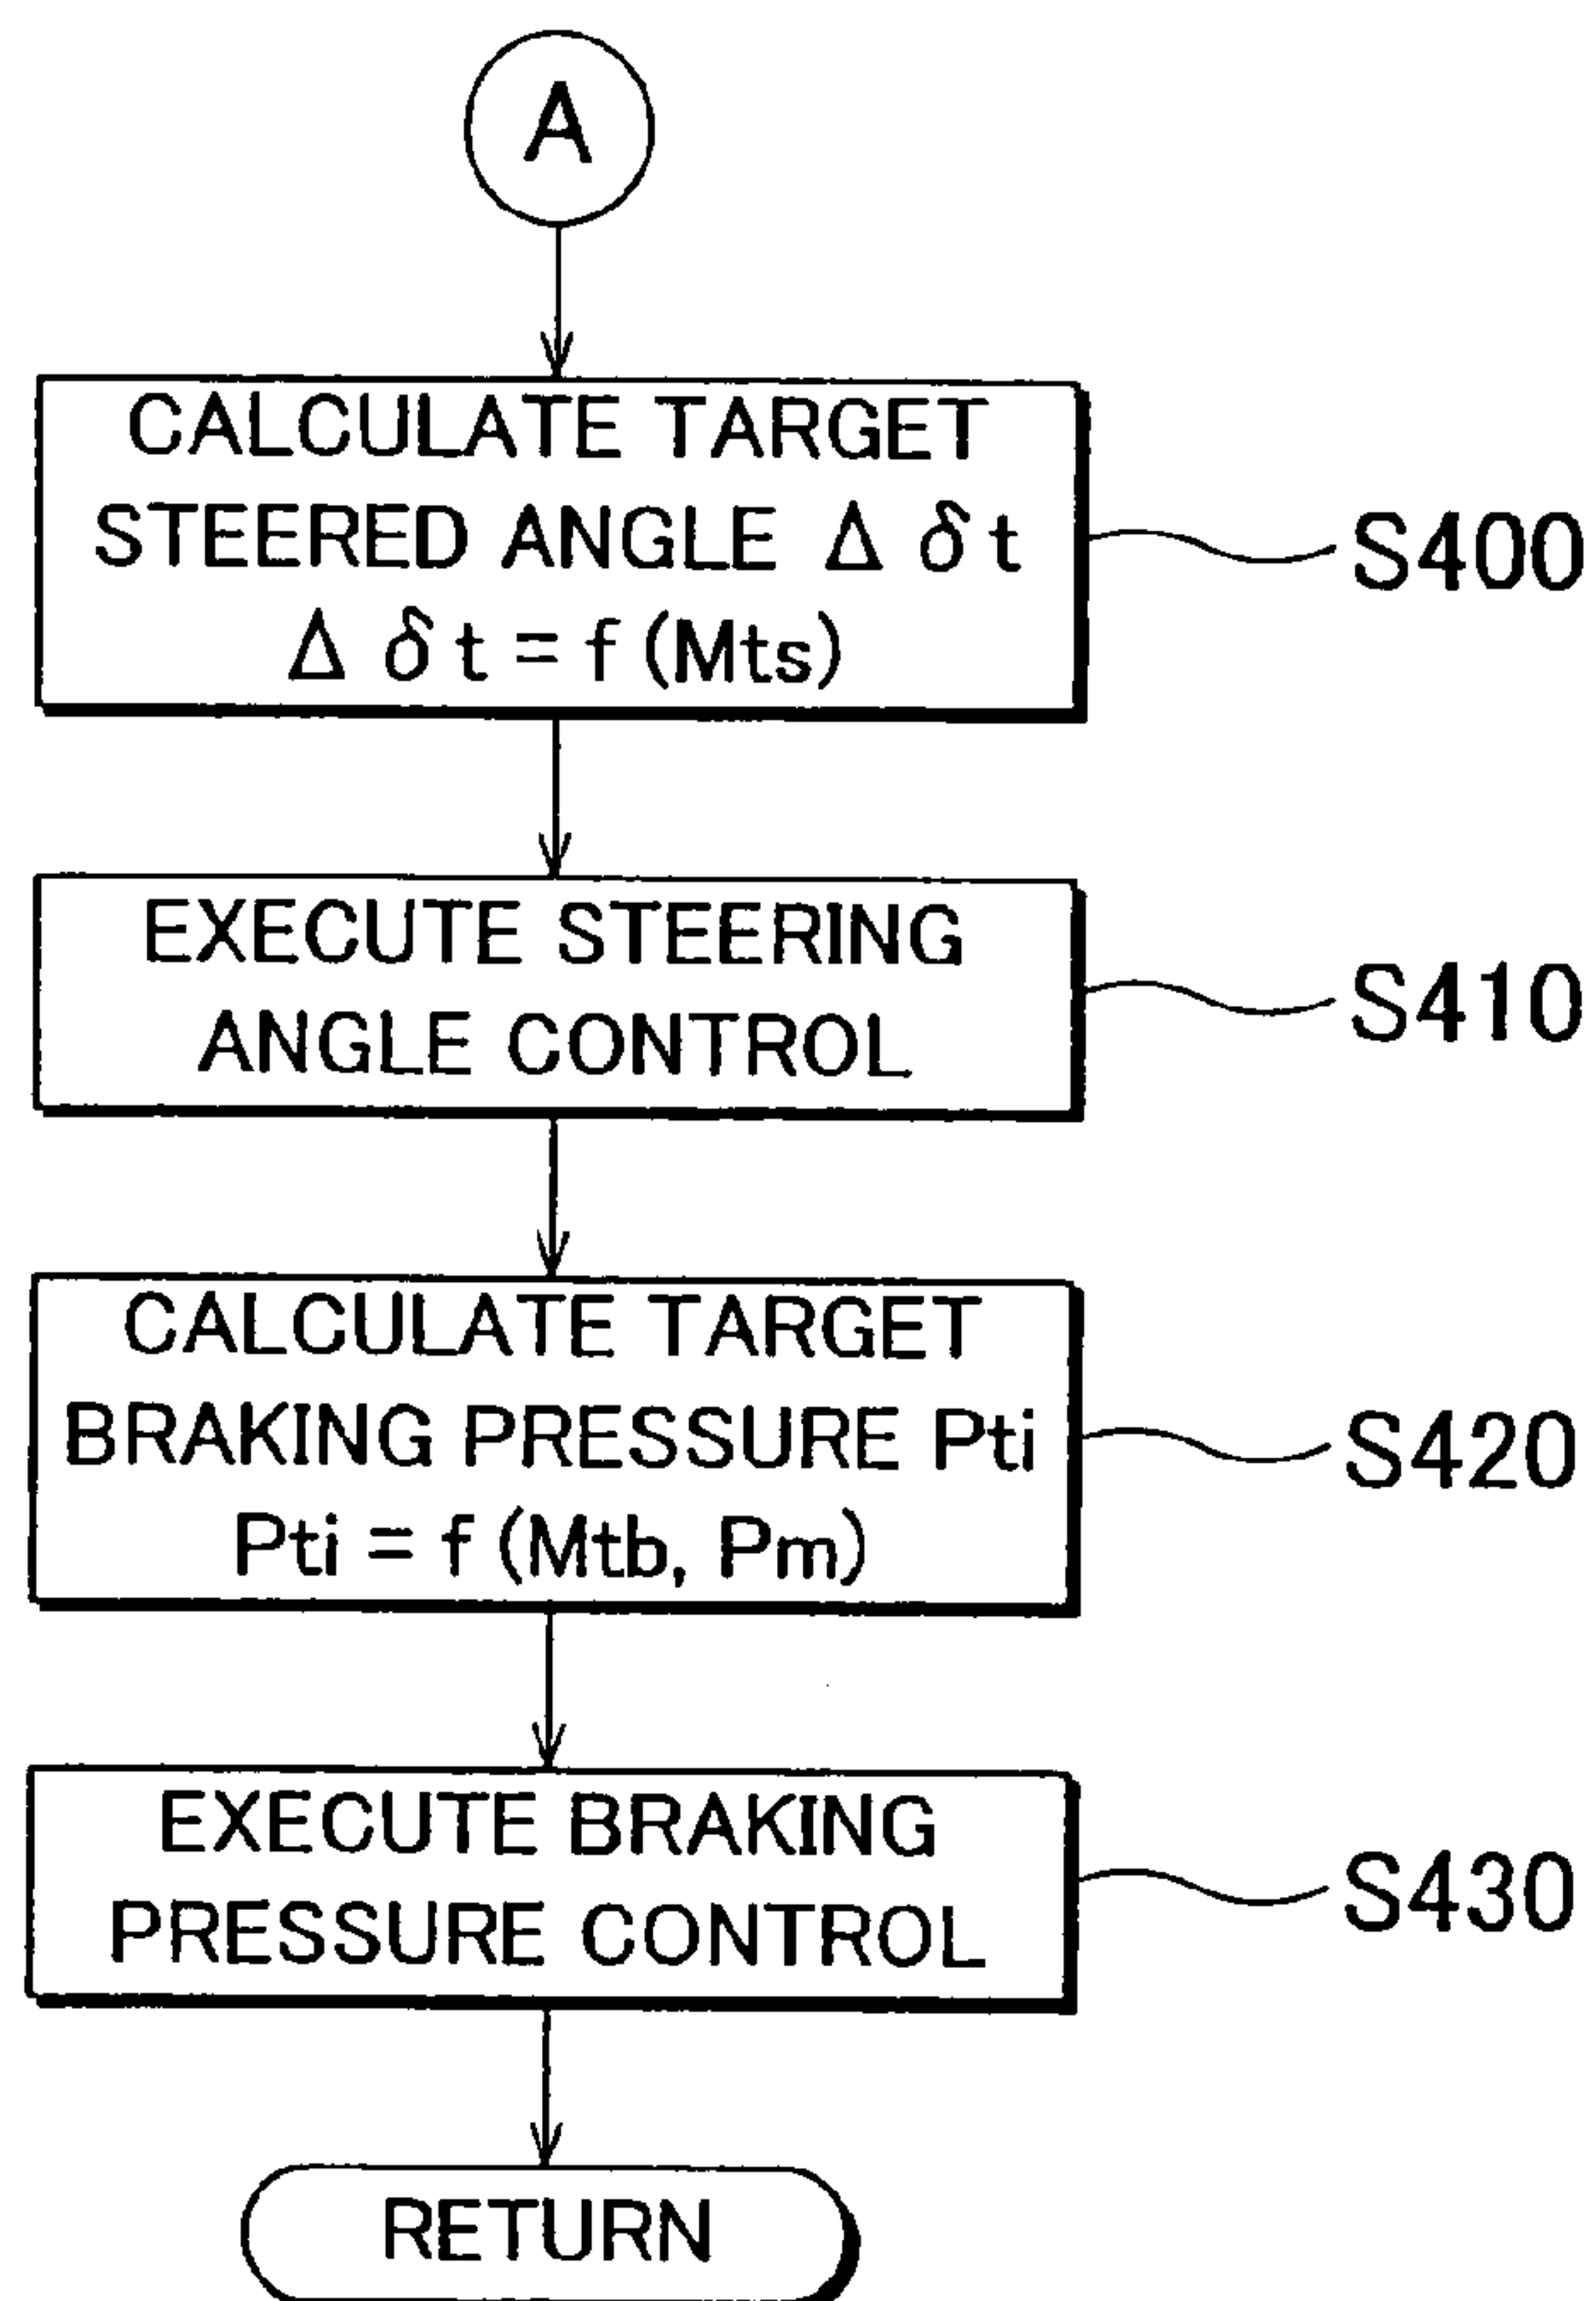 A
CALCULATE TARGET
STEERED ANGLE Δ δ t
Δ δ t = f (Mts)
S400
EXECUTE STEERING
ANGLE CONTROL
S410
CALCULATE TARGET
BRAKING PRESSURE Pti
Pti = f (Mtb, Pm)
S420
EXECUTE BRAKING
PRESSURE CONTROL
S430
RETURN